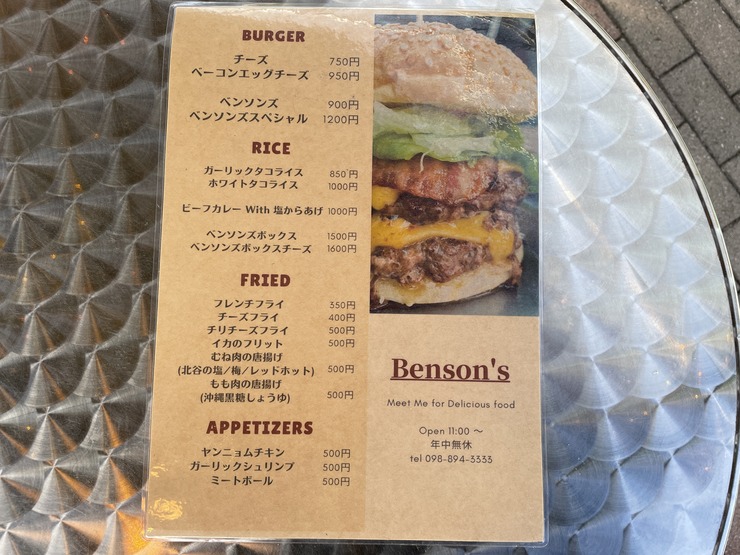 BURGER
チーズ 750円
ベーコンエッグチーズ 950円
ベンソンズ 900円
ベンソンズスペシャル 1200円
RICE
ガーリックタコライス 850円
ホワイトタコライス 1000円
ビーフカレー With 塩からあげ 1000円
ベンソンズボックス 1500円
ベンソンズボックスチーズ 1600円
FRIED
フレンチフライ 350円
チーズフライ 400円
チリチーズフライ 500円
イカのフリット 500円
むね肉の唐揚げ
(北谷の塩/梅/レッドホット) 500円
もも肉の唐揚げ
(沖縄黒糖しょうゆ) 500円
APPETIZERS
ヤンニョムチキン 500円
ガーリックシュリンプ 500円
ミートボール 500円
Benson's
Meet Me for Delicious food
Open 11:00 〜
年中無休
tel 098-894-3333